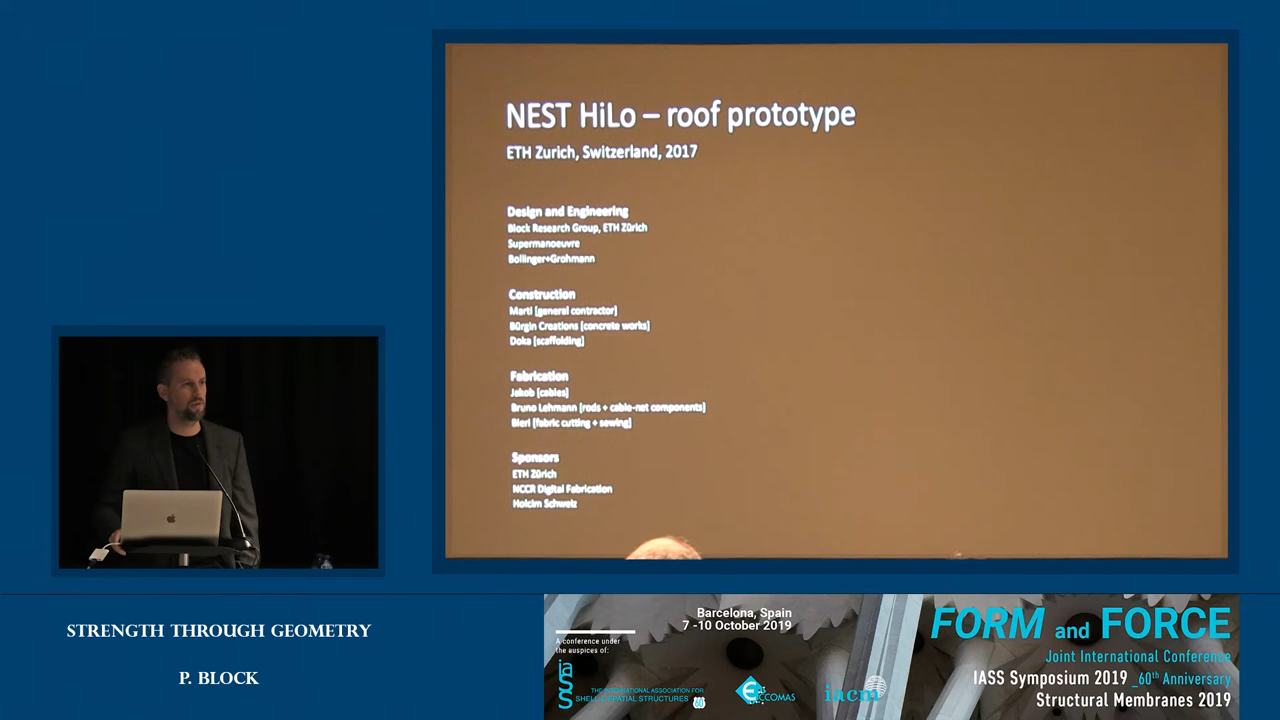 NEST HiLo – roof prototype
ETH Zurich, Switzerland, 2017
Design and Engineering
Block Research Group, ETH Zürich
Supermanoeuvre
Bollinger+Grohmann
Construction
Marti [general contractor]
Bürgin Creations [concrete works]
Doka [scaffolding]
Fabrication
Jakob [cables]
Bruno Lehmann [rods + cable-net components]
Bieri [fabric cutting + sewing]
Sponsors
ETH Zürich
NCCR Digital Fabrication
Holcim Schweiz
STRENGTH THROUGH GEOMETRY
P. BLOCK
Barcelona, Spain
7 -10 October 2019
A conference under
the auspices of:
iass
THE INTERNATIONAL ASSOCIATION FOR
SHELL & SPATIAL STRUCTURES
ECCOMAS
iacm
FORM and FORCE
Joint International Conference
IASS Symposium 2019 _60th Anniversary
Structural Membranes 2019